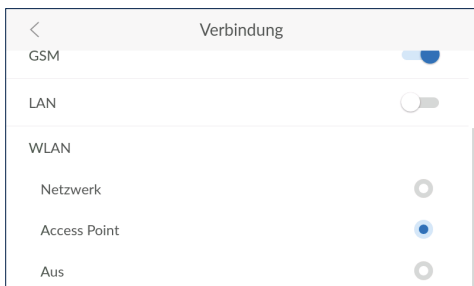 Verbindung
GSM
LAN
WLAN
Netzwerk
Access Point
Aus